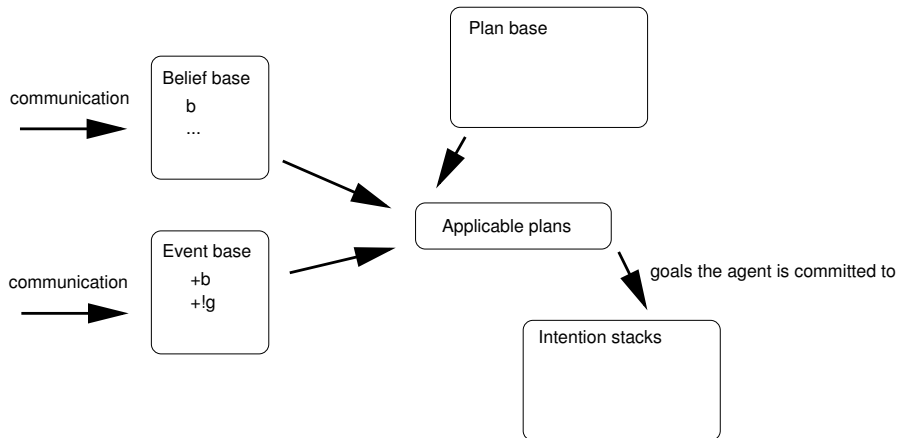 Plan base
Belief base
communication
b
...
Applicable plans
Event base
communication
+b
+!g
goals the agent is committed to
Intention stacks